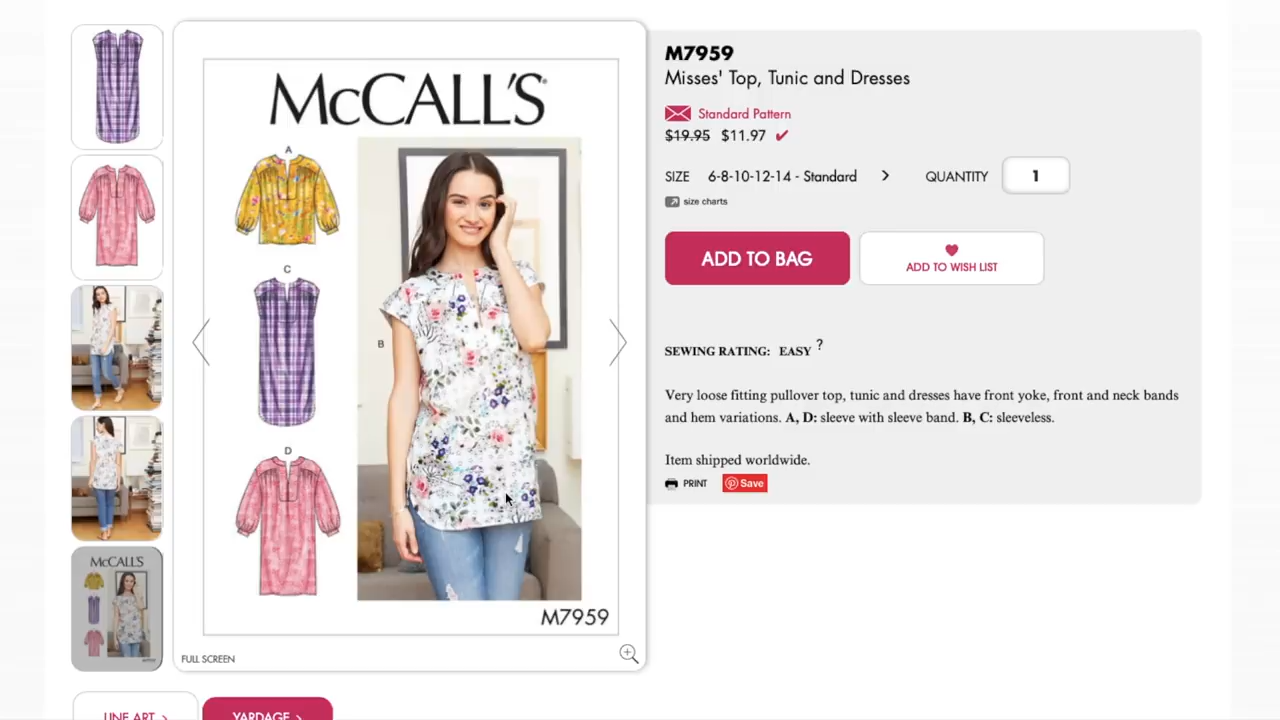 McCALL'S
A
C
B
D
M7959
FULL SCREEN
McCALL'S
LINE ART >
YARDAGE >
M7959
Misses' Top, Tunic and Dresses
Standard Pattern
$19.95 $11.97
SIZE 6-8-10-12-14 - Standard QUANTITY 1
size charts
ADD TO BAG
ADD TO WISH LIST
SEWING RATING: EASY ?
Very loose fitting pullover top, tunic and dresses have front yoke, front and neck bands
and hem variations. A, D: sleeve with sleeve band. B, C: sleeveless.
Item shipped worldwide.
PRINT Save